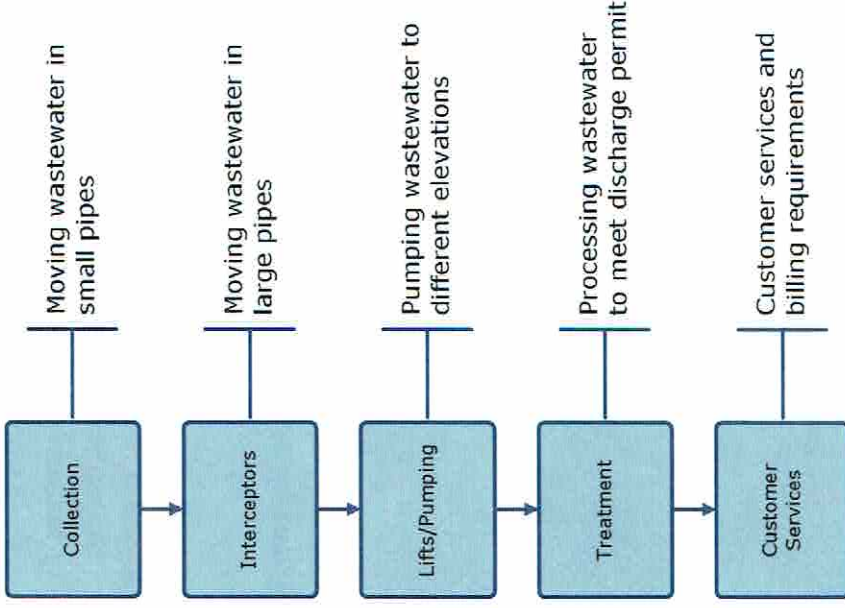 Collection
Moving wastewater in
small pipes
Interceptors
Moving wastewater in
large pipes
Lifts/Pumping
Pumping wastewater to
different elevations
Treatment
Processing wastewater
to meet discharge permit
Customer
Services
Customer services and
billing requirements